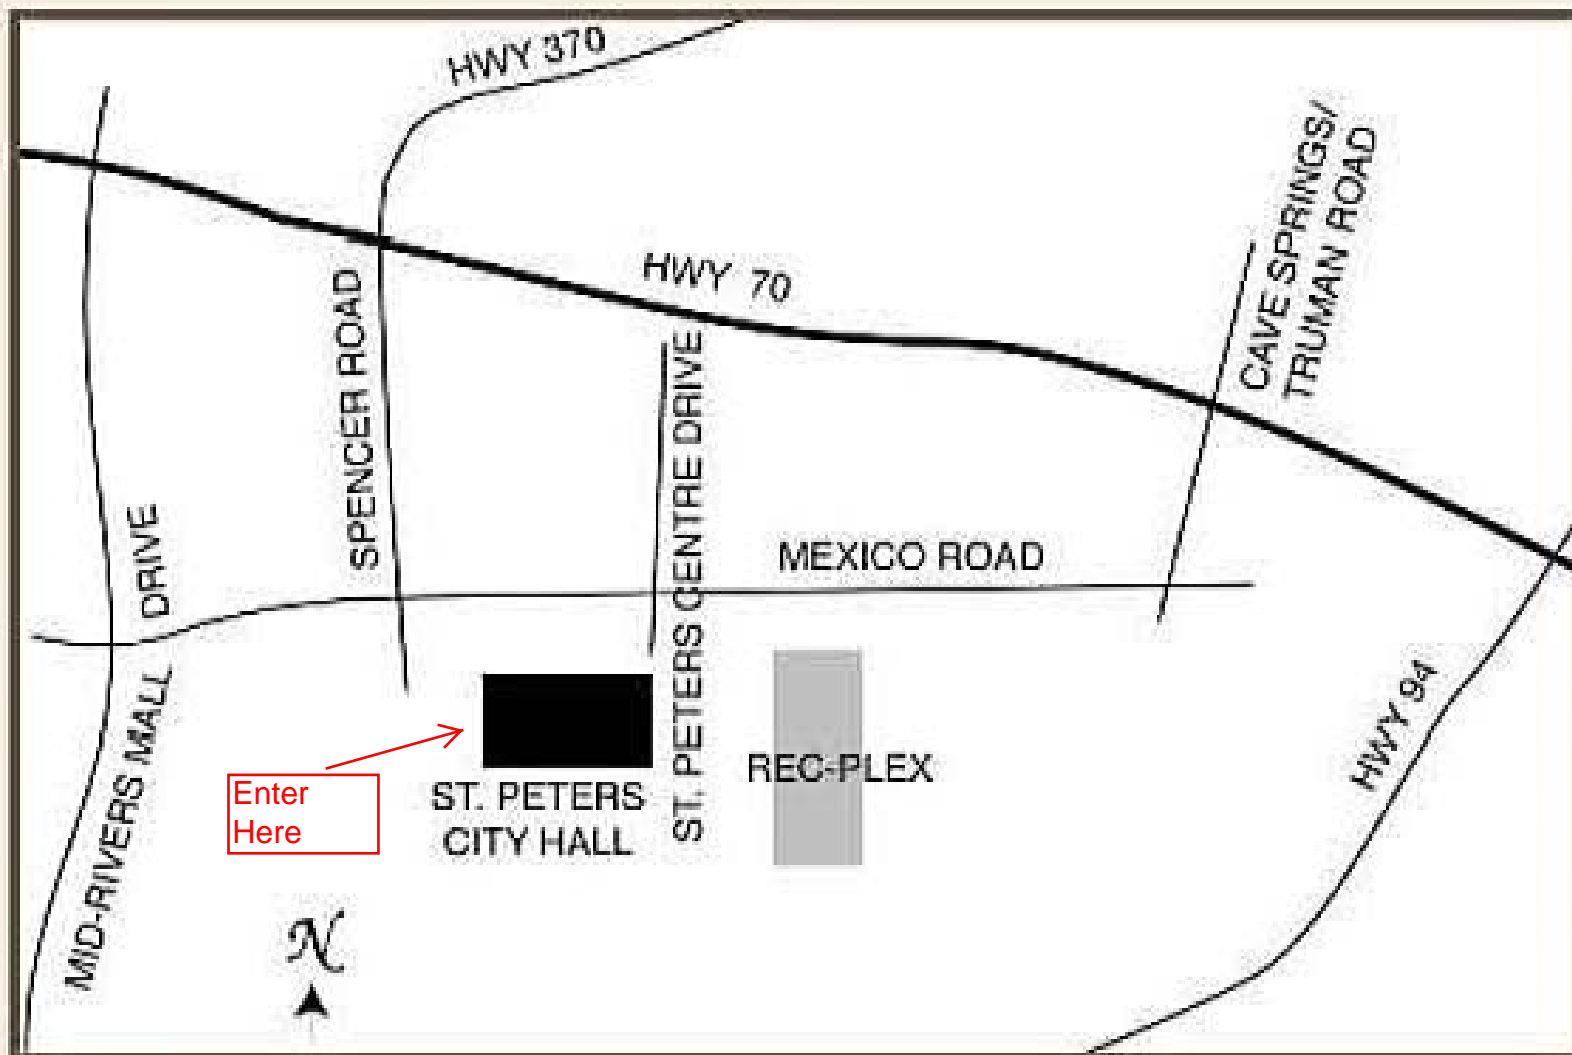 HWY 370
CAVE SPRINGS/
TRUMAN ROAD
HWY 70
SPENCER ROAD
ST. PETERS CENTRE DRIVE
MEXICO ROAD
MID-RIVERS MALL DRIVE
HWY 94
REC-PLEX
Enter
Here
ST. PETERS
CITY HALL
N